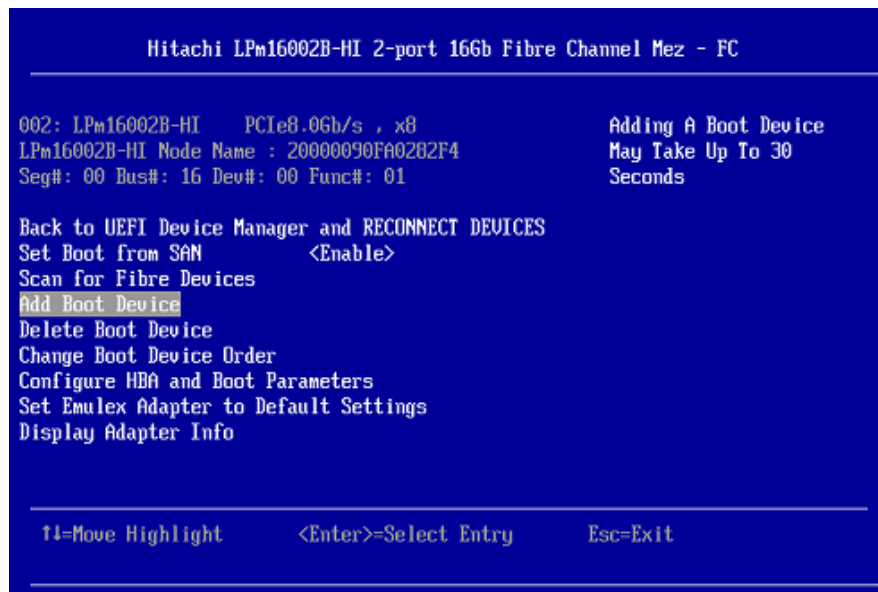 Hitachi LPm16002B-HI 2-port 16Gb Fibre Channel Mez - FC
002: LPm16002B-HI PCIe8.0Gb/s , x8
LPm16002B-HI Node Name : 20000090FA0282F4
Seg#: 00 Bus#: 16 Dev#: 00 Func#: 01
Adding A Boot Device
May Take Up To 30
Seconds
Back to UEFI Device Manager and RECONNECT DEVICES
Set Boot from SAN <Enable>
Scan for Fibre Devices
Add Boot Device
Delete Boot Device
Change Boot Device Order
Configure HBA and Boot Parameters
Set Emulex Adapter to Default Settings
Display Adapter Info
↑↓=Move Highlight <Enter>=Select Entry Esc=Exit